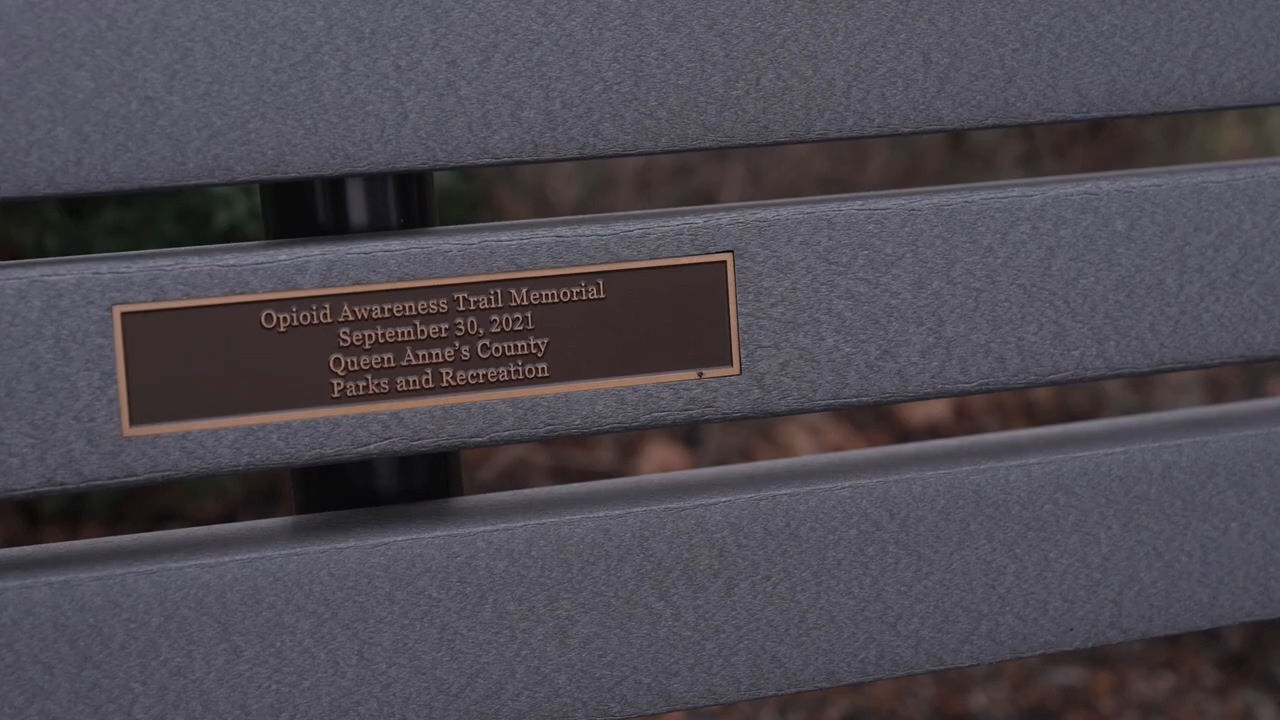 Opioid Awareness Trail Memorial
September 30, 2021
Queen Anne's County
Parks and Recreation